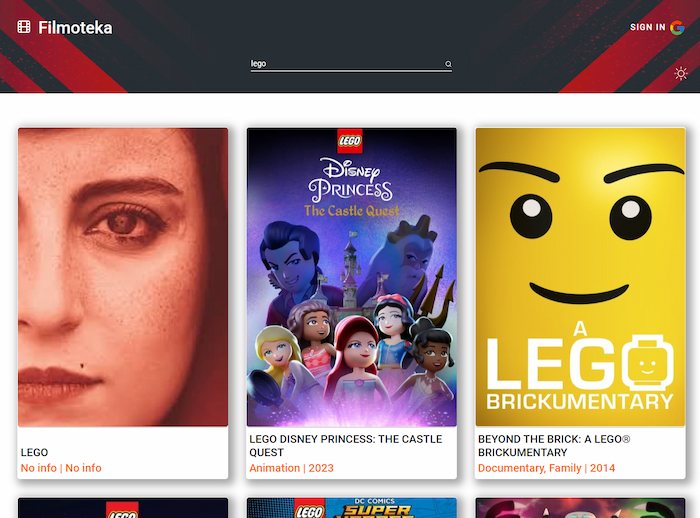 Filmoteka
SIGN IN
lego
LEGO
Disney
PRINCESS
The Castle Quest
A
LEGO
BRICKUMENTARY
LEGO
No info | No info
LEGO DISNEY PRINCESS: THE CASTLE
QUEST
Animation | 2023
BEYOND THE BRICK: A LEGO®
BRICKUMENTARY
Documentary, Family | 2014
LEGO
LEGO
DC COMICS
SUPER